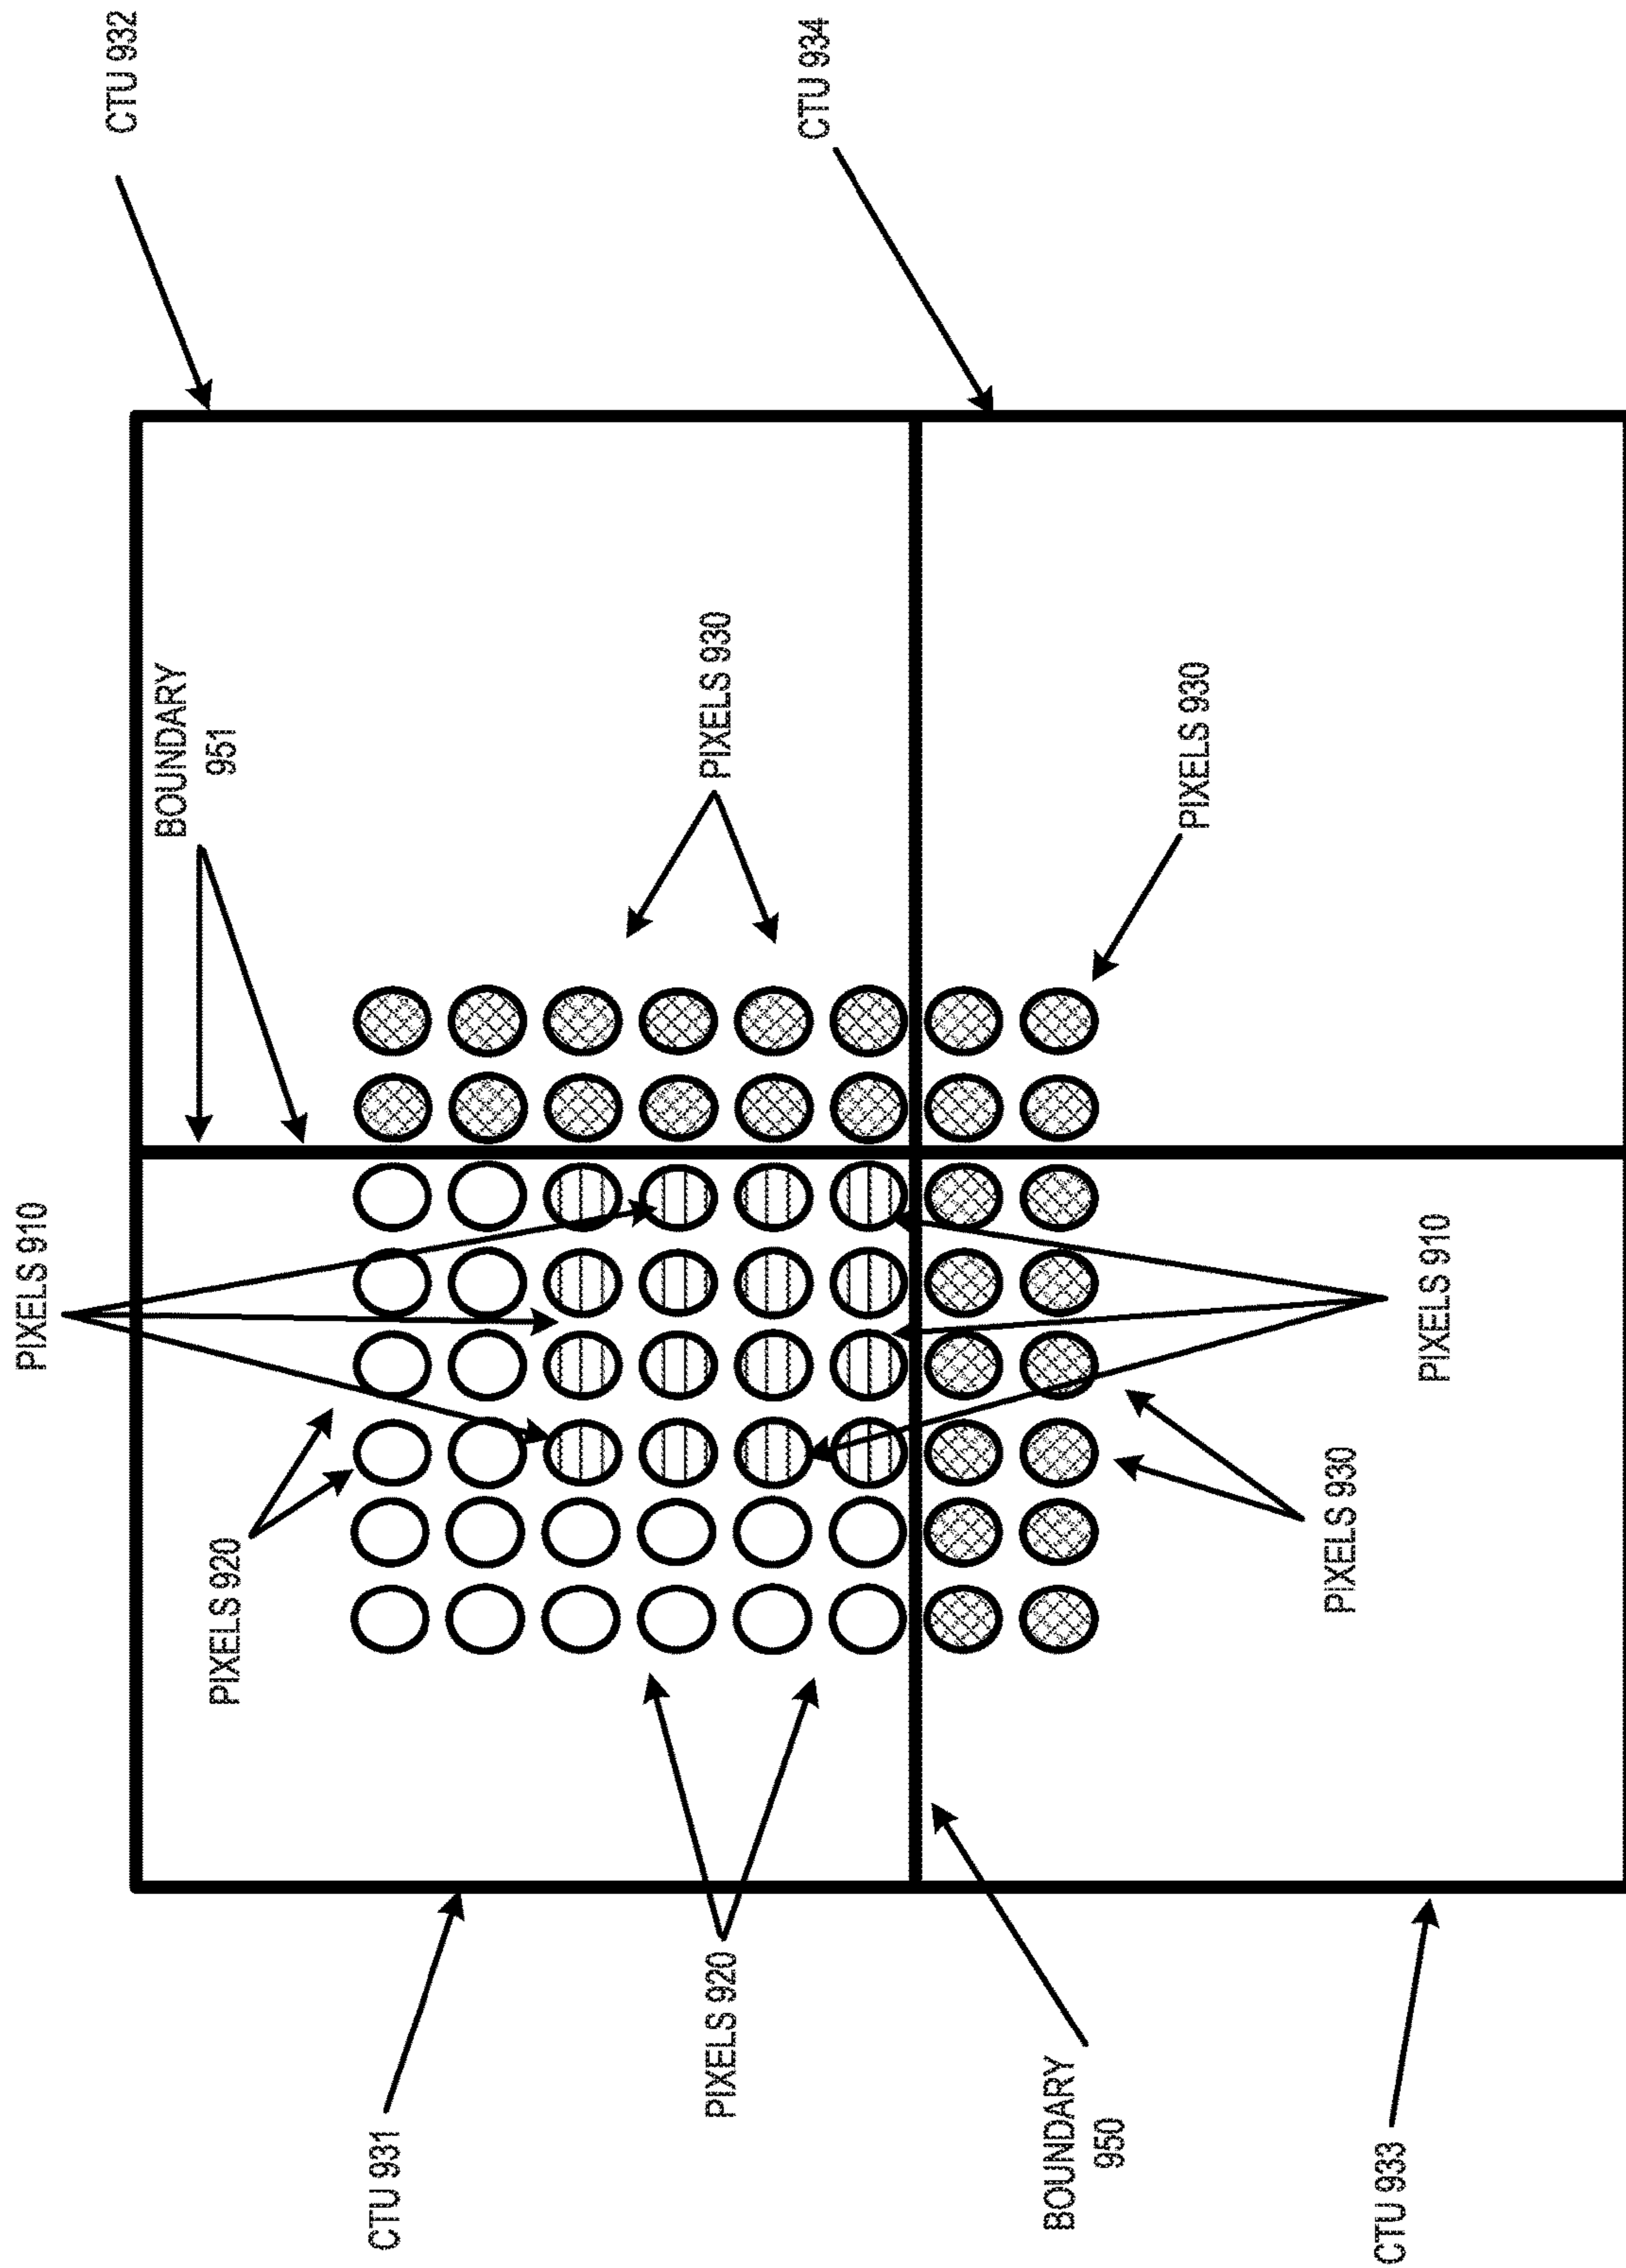 PIXELS 910
CTU 932
BOUNDARY
951
PIXELS 920
CTU 931
PIXELS 920
PIXELS 930
CTU 934
BOUNDARY
950
PIXELS 930
PIXELS 930
CTU 933
PIXELS 910